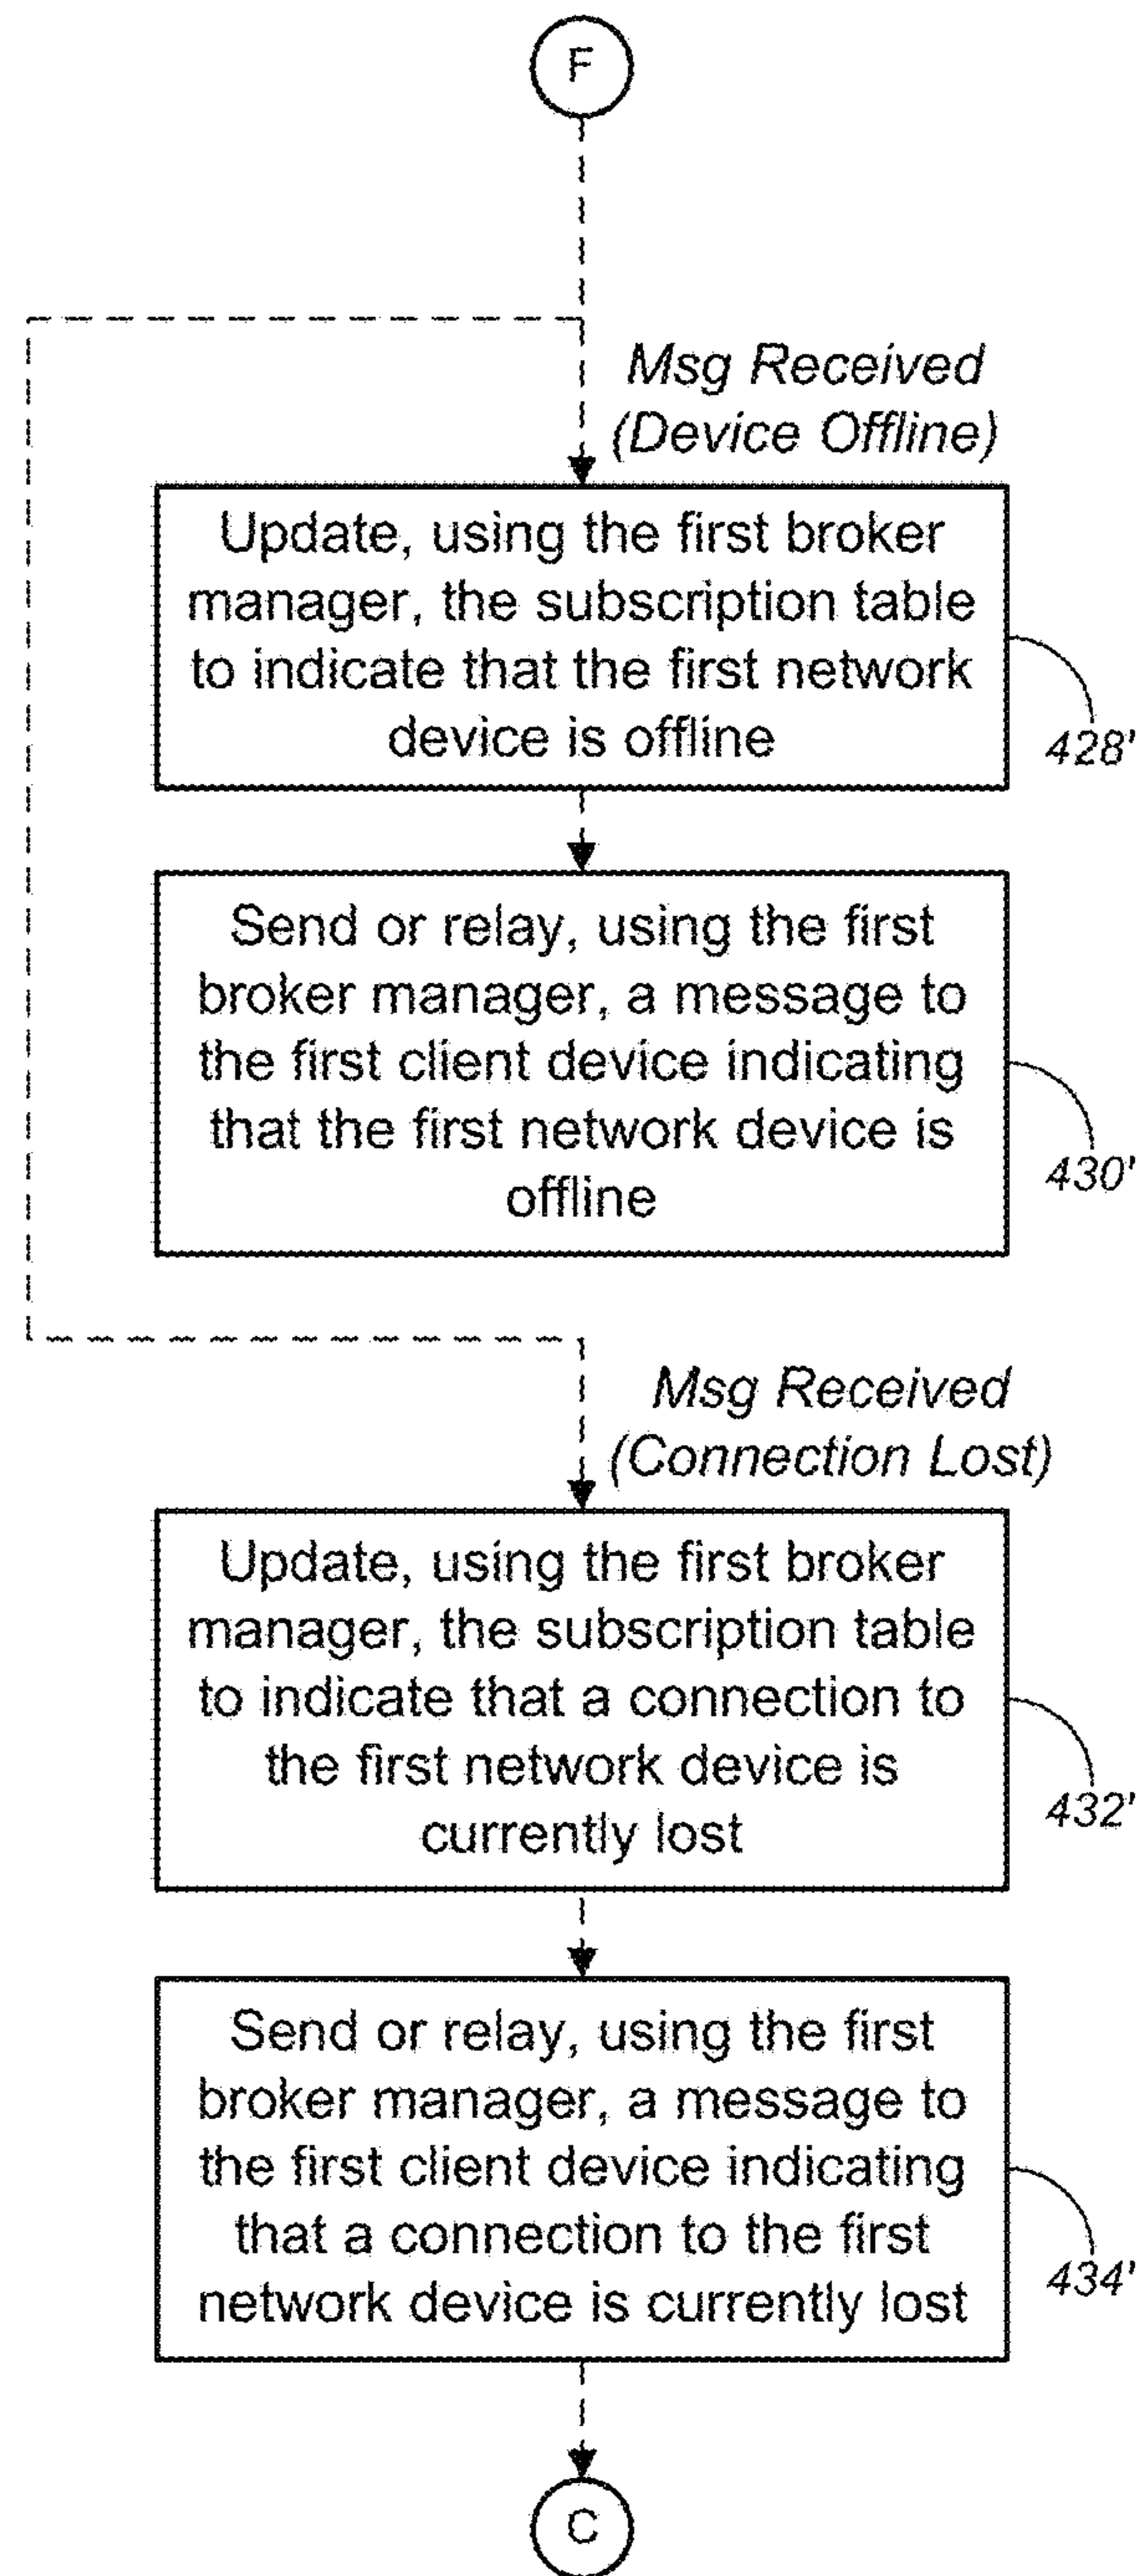 F
Msg Received
(Device Offline)
Update, using the first broker
manager, the subscription table
to indicate that the first network
device is offline
428'
Send or relay, using the first
broker manager, a message to
the first client device indicating
that the first network device is
offline
430'
Msg Received
(Connection Lost)
Update, using the first broker
manager, the subscription table
to indicate that a connection to
the first network device is
currently lost
432'
Send or relay, using the first
broker manager, a message to
the first client device indicating
that a connection to the first
network device is currently lost
434'
C